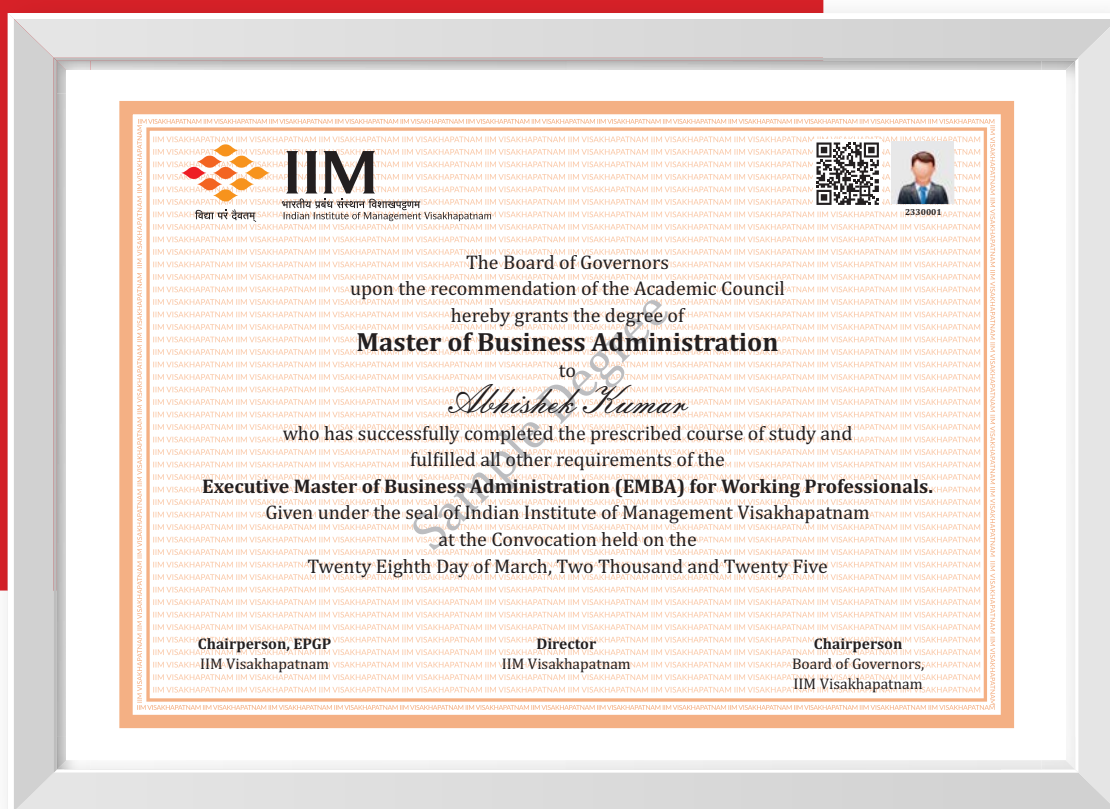 IIM VISAKHAPATNAM
IIM
भारतीय प्रबंध संस्थान विशाखपट्टणम
विद्या परं दैवतम्
Indian Institute of Management Visakhapatnam
2330001
The Board of Governors
upon the recommendation of the Academic Council
hereby grants the degree of
Master of Business Administration
to
Abhishek Kumar
who has successfully completed the prescribed course of study and
fulfilled all other requirements of the
Executive Master of Business Administration (EMBA) for Working Professionals.
Given under the seal of Indian Institute of Management Visakhapatnam
at the Convocation held on the
Twenty Eighth Day of March, Two Thousand and Twenty Five
Sample Degree
Chairperson, EPGP
IIM Visakhapatnam
Director
IIM Visakhapatnam
Chairperson
Board of Governors,
IIM Visakhapatnam